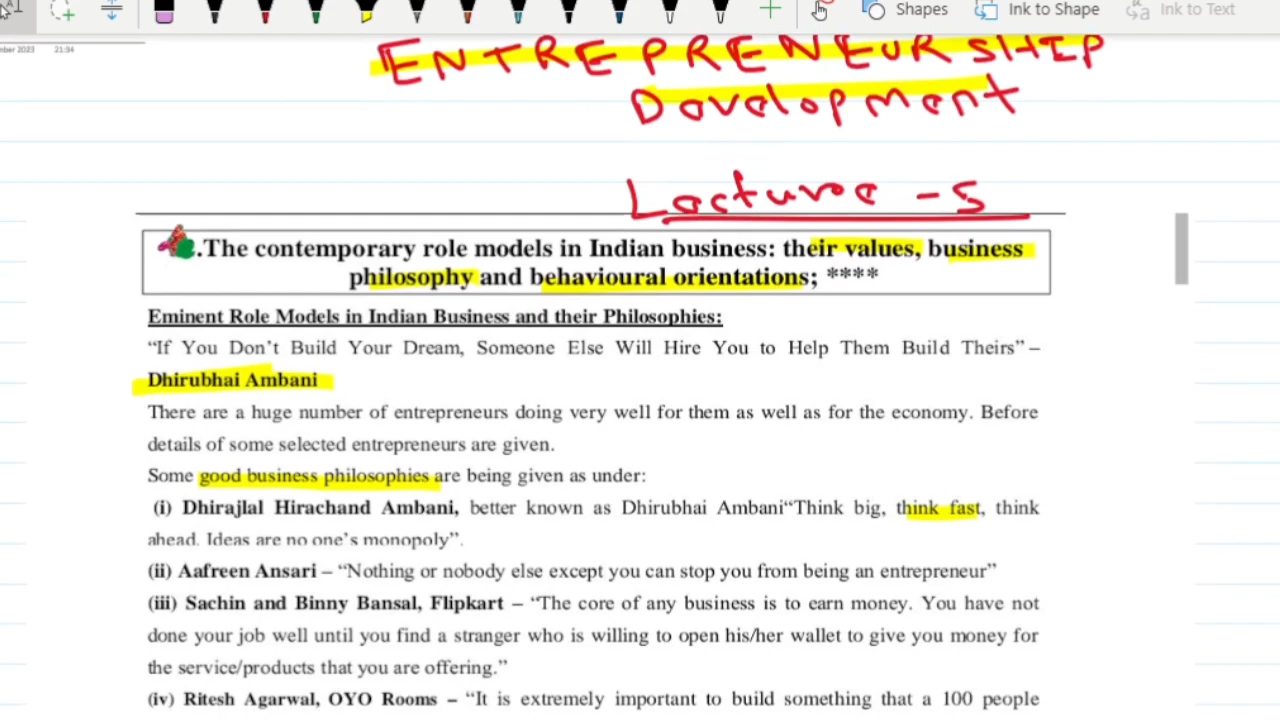 Shapes
Ink to Shape
Ink to Text
mber 2023 21:34
ENTREPRENEURSHIP
Development
Lecture - 5
.The contemporary role models in Indian business: their values, business
philosophy and behavioural orientations; ****
Eminent Role Models in Indian Business and their Philosophies:
“If You Don’t Build Your Dream, Someone Else Will Hire You to Help Them Build Theirs” –
Dhirubhai Ambani
There are a huge number of entrepreneurs doing very well for them as well as for the economy. Before
details of some selected entrepreneurs are given.
Some good business philosophies are being given as under:
(i) Dhirajlal Hirachand Ambani, better known as Dhirubhai Ambani“Think big, think fast, think
ahead. Ideas are no one’s monopoly”.
(ii) Aafreen Ansari – “Nothing or nobody else except you can stop you from being an entrepreneur”
(iii) Sachin and Binny Bansal, Flipkart – “The core of any business is to earn money. You have not
done your job well until you find a stranger who is willing to open his/her wallet to give you money for
the service/products that you are offering.”
(iv) Ritesh Agarwal, OYO Rooms – “It is extremely important to build something that a 100 people